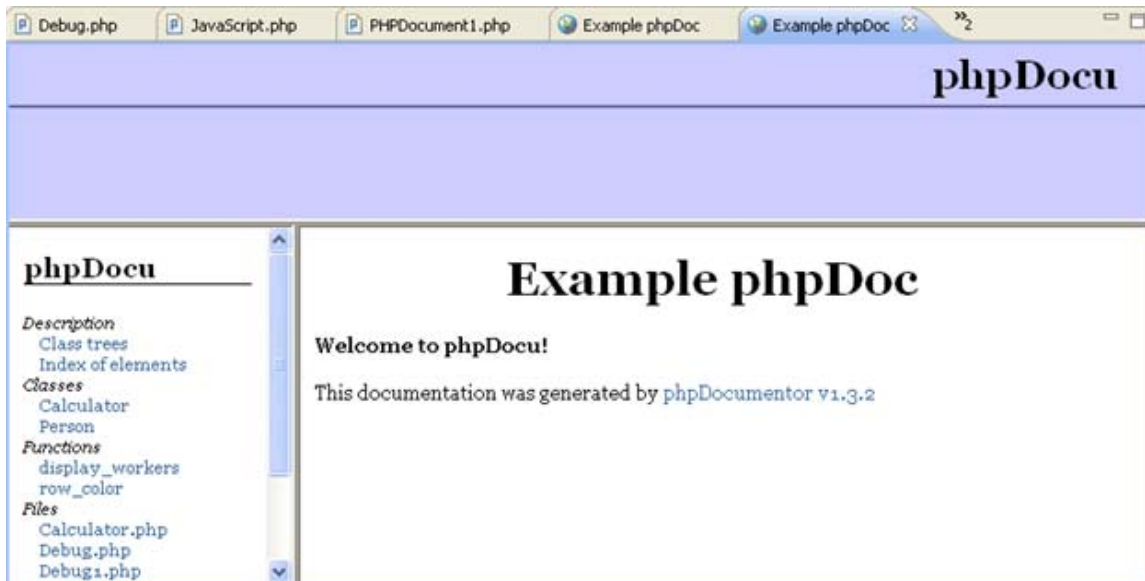 Debug.php JavaScript.php PHPDocument1.php Example phpDoc Example phpDoc »2
phpDocu
phpDocu
Description
Class trees
Index of elements
Classes
Calculator
Person
Functions
display_workers
row_color
Files
Calculator.php
Debug.php
Debug1.php
Example phpDoc
Welcome to phpDocu!
This documentation was generated by phpDocumentor v1.3.2